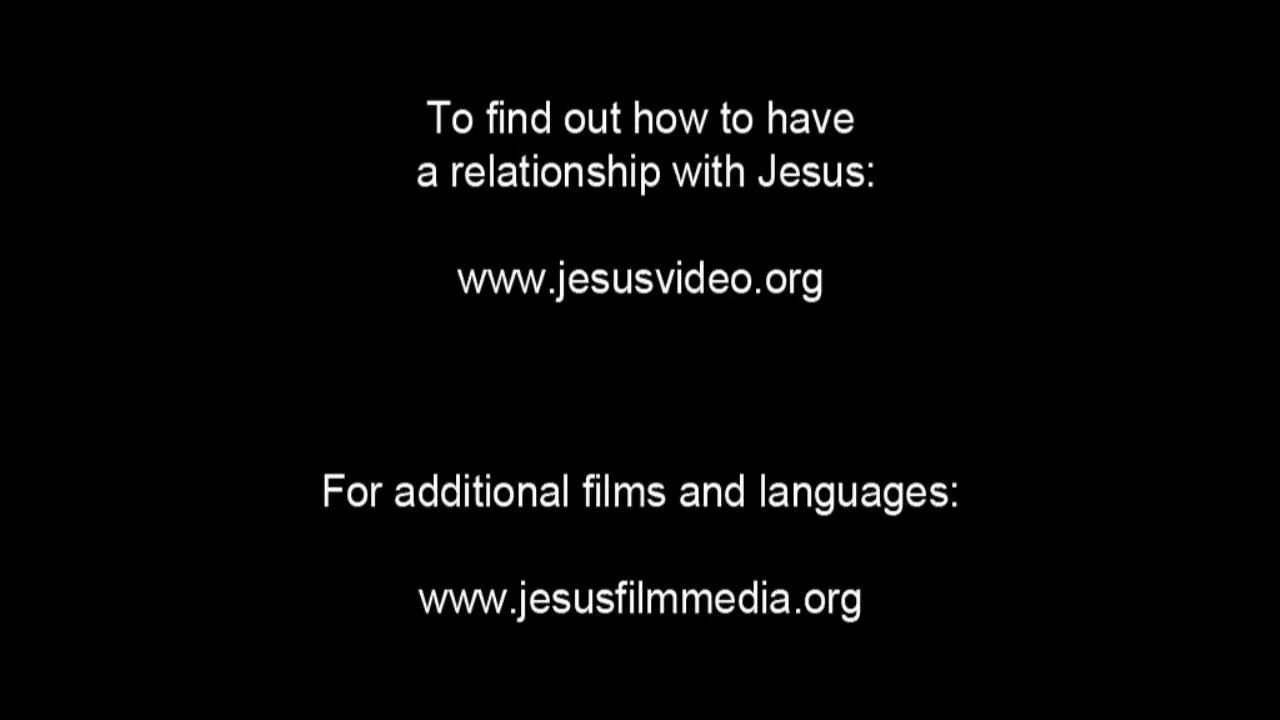 To find out how to have
a relationship with Jesus:
www.jesusvideo.org
For additional films and languages:
www.jesusfilmmedia.org